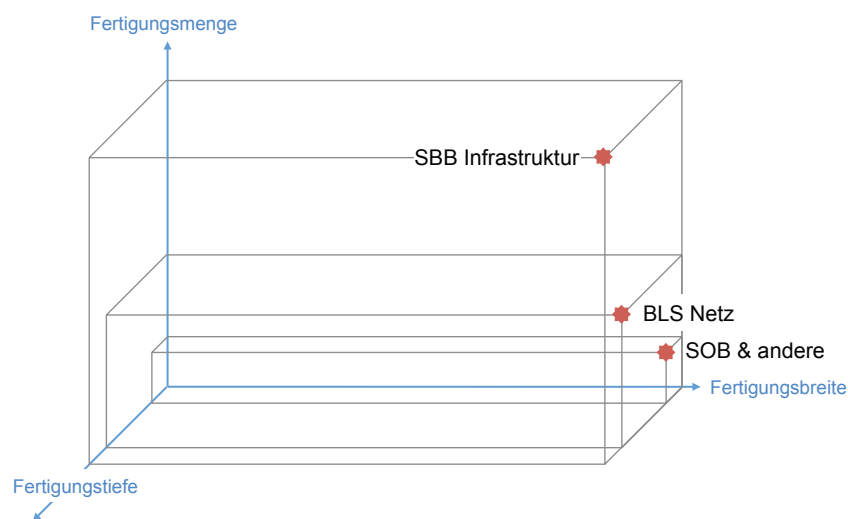 Fertigungsmenge
SBB Infrastruktur
BLS Netz
SOB & andere
Fertigungsbreite
Fertigungstiefe